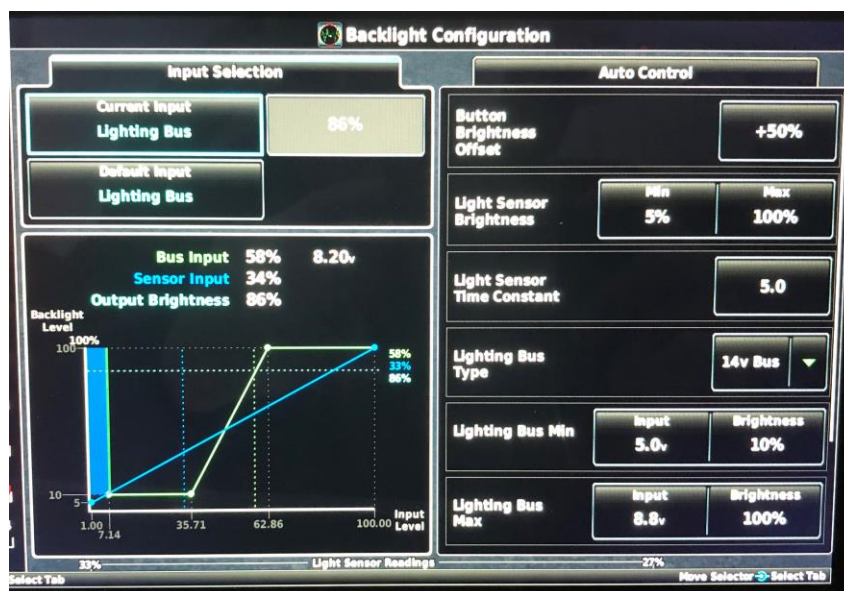 Backlight Configuration
Input Selection
Current Input
Lighting Bus
86%
Default Input
Lighting Bus
Bus Input 58% 8.20v
Sensor Input 34%
Output Brightness 86%
Backlight
Level
100%
100
58%
33%
86%
10
5
1.00
7.14
35.71
62.86
100.00
Input
Level
Auto Control
Button
Brightness
Offset
+50%
Light Sensor
Brightness
Min
5%
Max
100%
Light Sensor
Time Constant
5.0
Lighting Bus
Type
14v Bus
Lighting Bus Min
Input
5.0v
Brightness
10%
Lighting Bus
Max
Input
8.8v
Brightness
100%
33% Light Sensor Readings 27%
Select Tab
Move Selector Select Tab